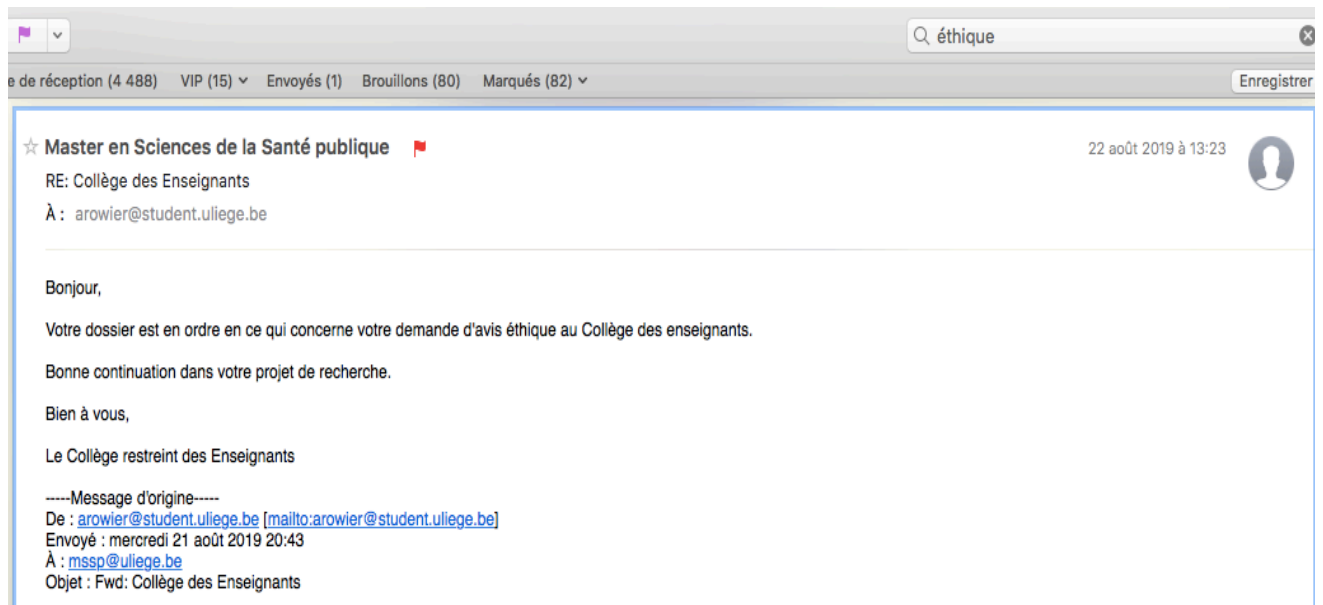 éthique
e de réception (4 488) VIP (15) Envoyés (1) Brouillons (80) Marqués (82) Enregistrer
Master en Sciences de la Santé publique 22 août 2019 à 13:23
RE: Collège des Enseignants
À : arowier@student.uliege.be
Bonjour,
Votre dossier est en ordre en ce qui concerne votre demande d'avis éthique au Collège des enseignants.
Bonne continuation dans votre projet de recherche.
Bien à vous,
Le Collège restreint des Enseignants
-----Message d'origine-----
De : arowier@student.uliege.be [mailto:arowier@student.uliege.be]
Envoyé : mercredi 21 août 2019 20:43
À : mssp@uliege.be
Objet : Fwd: Collège des Enseignants